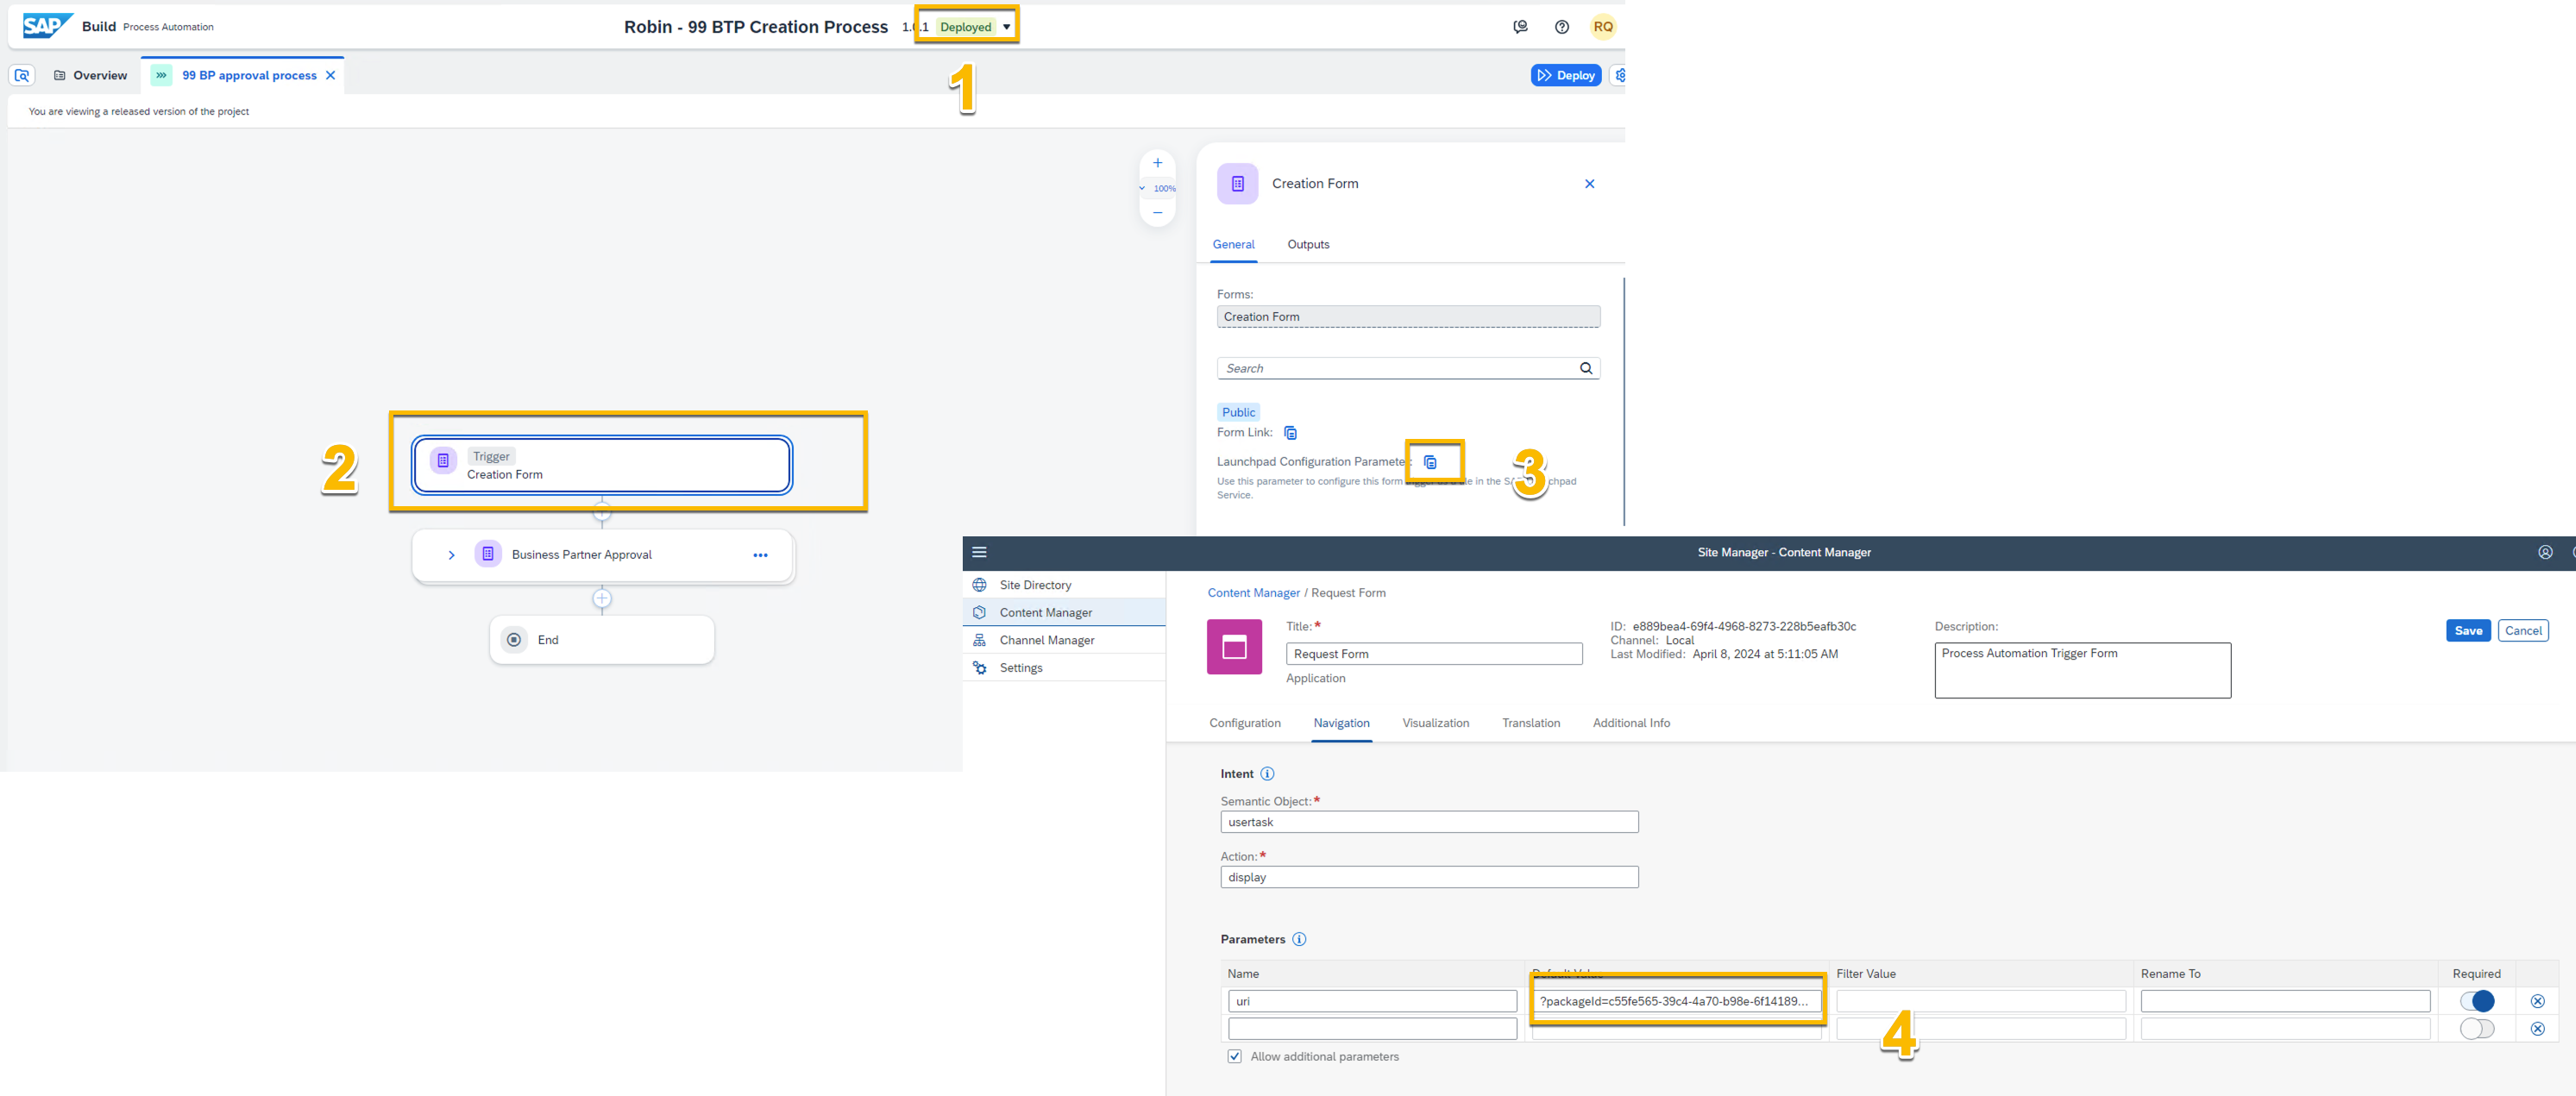 SAP Build Process Automation
Robin - 99 BTP Creation Process
Deployed
1
RQ
Overview
99 BP approval process
Deploy
You are viewing a released version of the project
100%
Creation Form
General
Outputs
Forms:
Creation Form
Search
Public
Form Link:
Launchpad Configuration Parameter
3
Use this parameter to configure this form in the
Service.
2
Trigger
Creation Form
Business Partner Approval
End
Site Manager - Content Manager
Site Directory
Content Manager
Channel Manager
Settings
Content Manager / Request Form
Title: *
Request Form
Application
ID: e889bea4-69f4-4968-8273-228b5eafb30c
Channel: Local
Last Modified: April 8, 2024 at 5:11:05 AM
Description:
Process Automation Trigger Form
Save
Cancel
Configuration
Navigation
Visualization
Translation
Additional Info
Intent
Semantic Object: *
usertask
Action: *
display
Parameters
Name
Default Value
Filter Value
Rename To
Required
uri
?packageId=c55fe565-39c4-4a70-b98e-6f14189...
4
Allow additional parameters